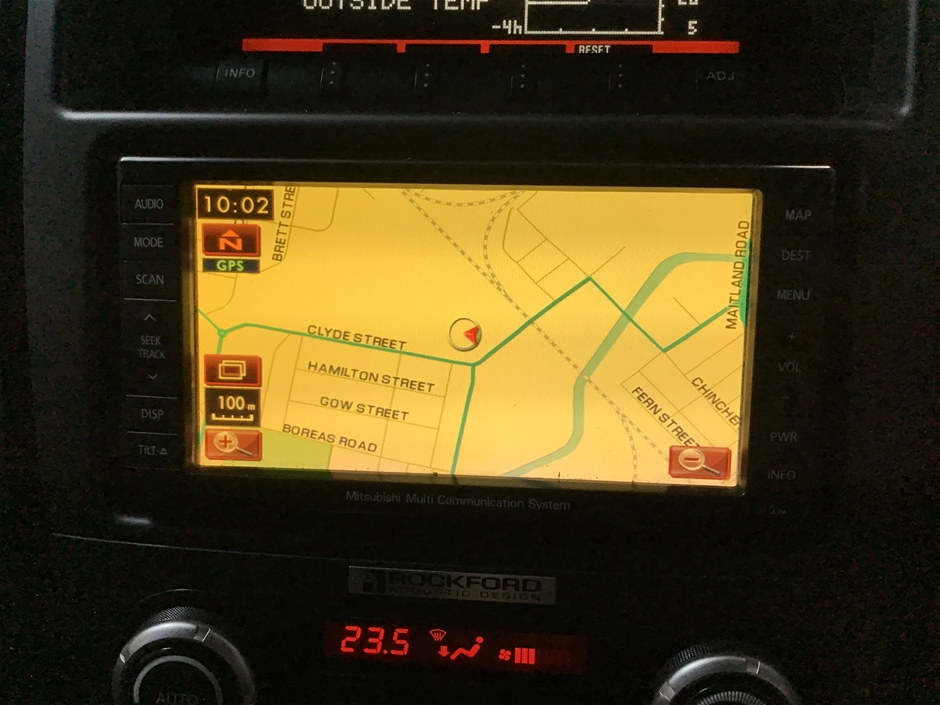 OUTSIDE TEMP
-4h
5
RESET
INFO
ADJ
AUDIO
MODE
SCAN
SEEK
TRACK
DISP
TILT
10:02
N
GPS
BRETT STRE
CLYDE STREET
HAMILTON STREET
GOW STREET
BOREAS ROAD
100m
MAITLAND ROAD
CHINCHEN
FERN STREET
MAP
DEST
MENU
+
VOL
-
PWR
INFO
Mitsubishi Multi Communication System
ROCKFORD
ACOUSTIC DESIGN
23.5
AUTO